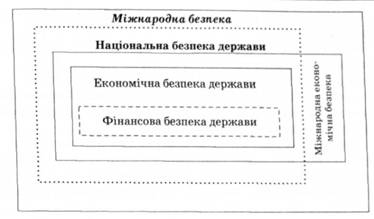 Міжнародна безпека
Національна безпека держави
Економічна безпека держави
Фінансова безпека держави
Міжнародна еконо-
мічна безпека